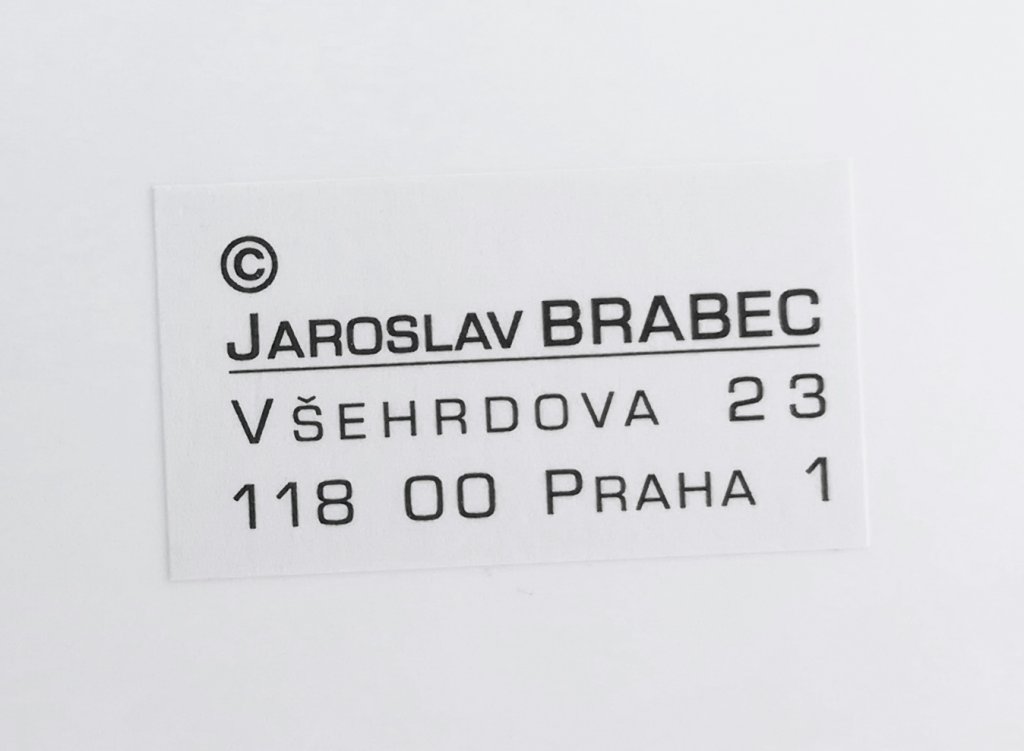 ©
JAROSLAV BRABEC
VŠEHRDOVA 23
118 00 PRAHA 1